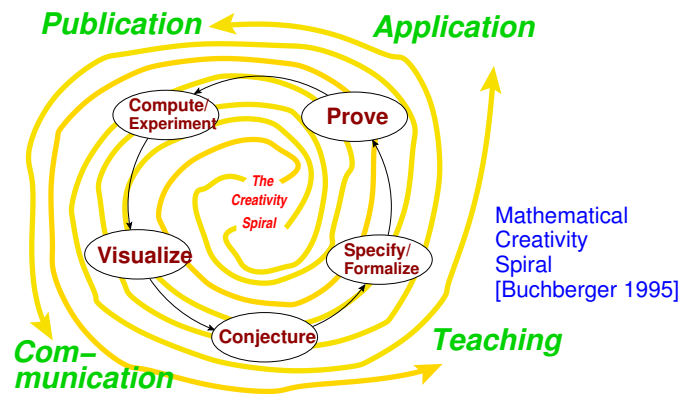 Publication
Application
Compute/
Experiment
Prove
The
Creativity
Spiral
Visualize
Specify/
Formalize
Mathematical
Creativity
Spiral
[Buchberger 1995]
Conjecture
Teaching
Com–
munication